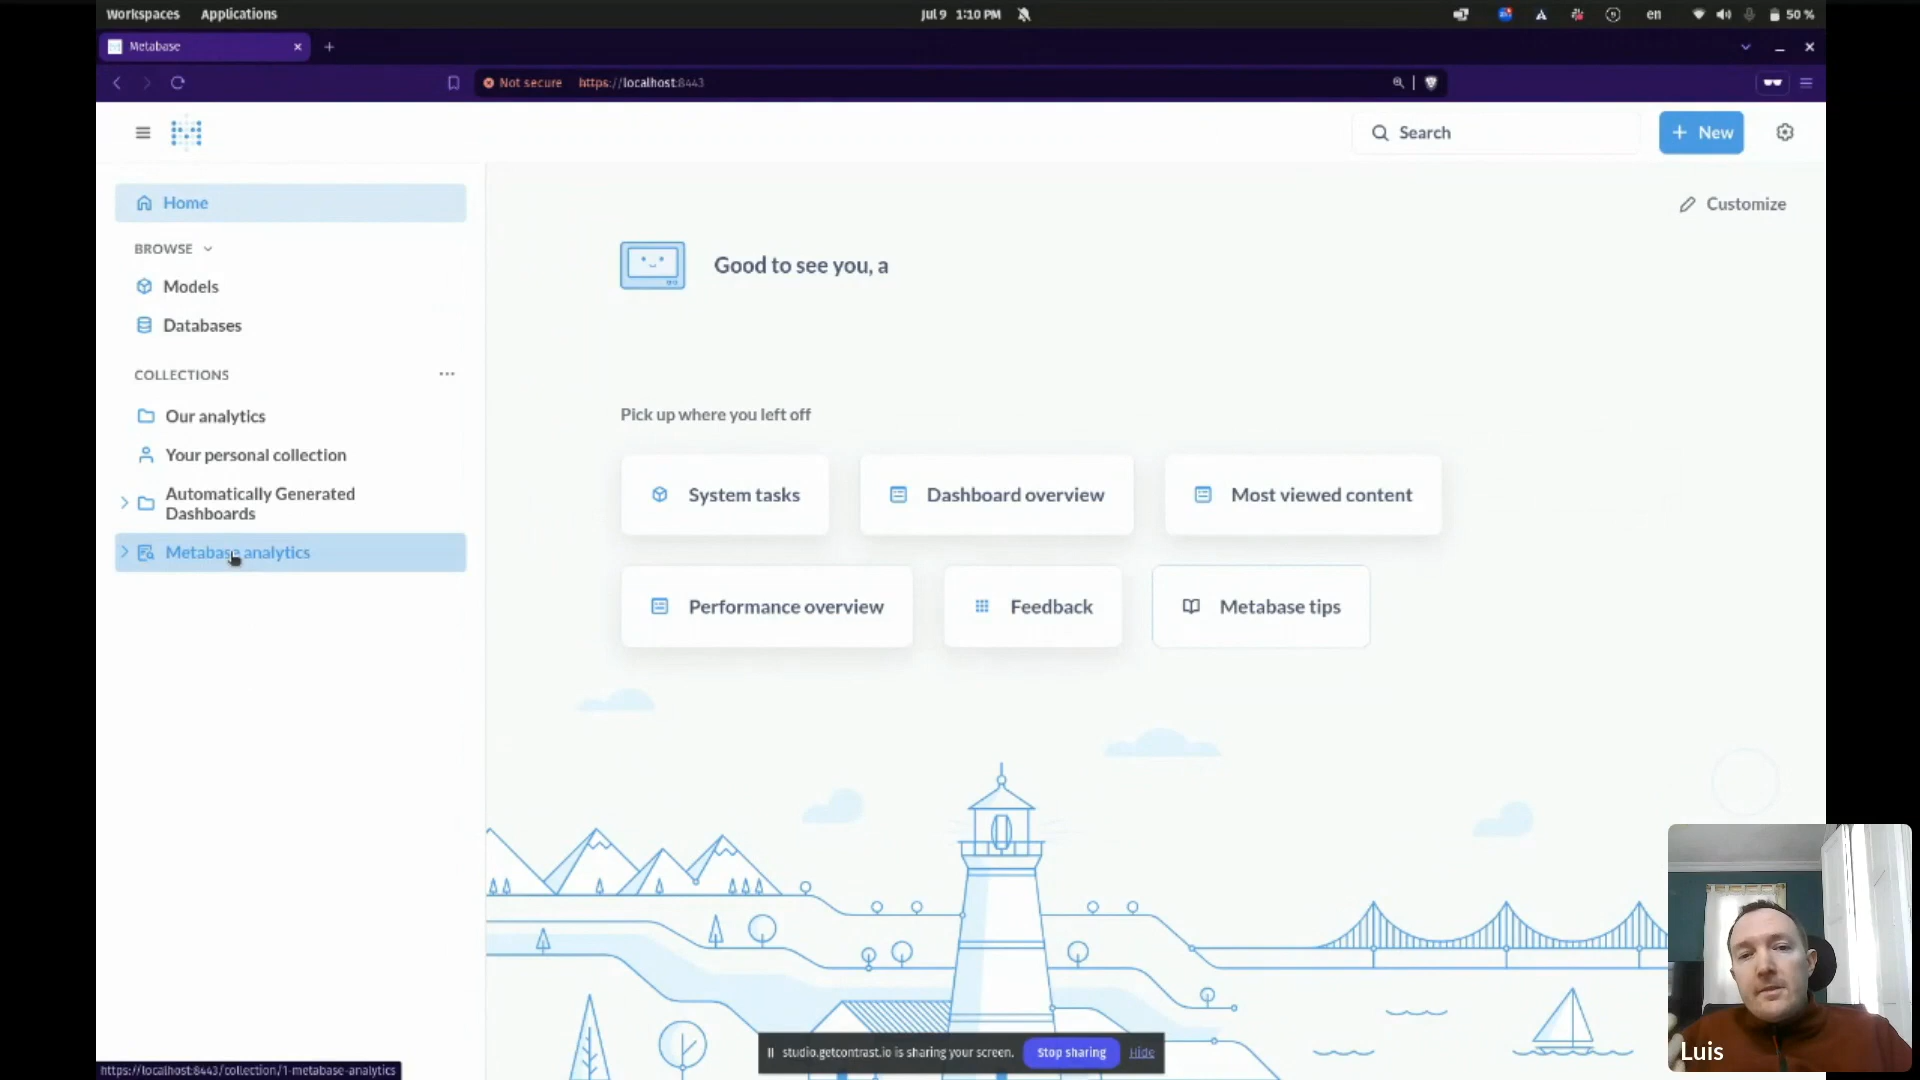 Workspaces Applications Jul 9 1:10 PM en 50 %
Metabase
Not secure https://localhost:8443
Search
New
Home
Customize
BROWSE
Good to see you, a
Models
Databases
COLLECTIONS
Our analytics
Pick up where you left off
Your personal collection
Automatically Generated
Dashboards
System tasks
Dashboard overview
Most viewed content
Metabase analytics
Performance overview
Feedback
Metabase tips
studio.getcontrast.io is sharing your screen. Stop sharing Hide
Luis
https://localhost:8443/collection/1-metabase-analytics